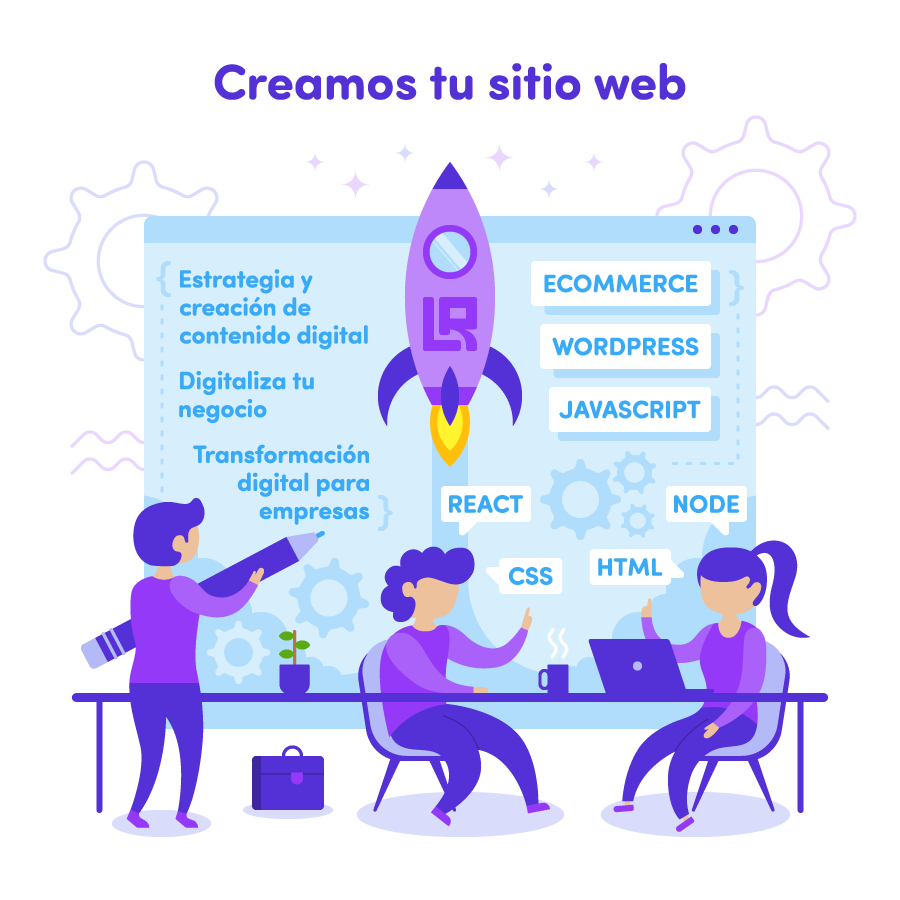 Creamos tu sitio web
Estrategia y
creación de
contenido digital
Digitaliza tu
negocio
Transformación
digital para
empresas
LR
ECOMMERCE
WORDPRESS
JAVASCRIPT
REACT
NODE
CSS
HTML